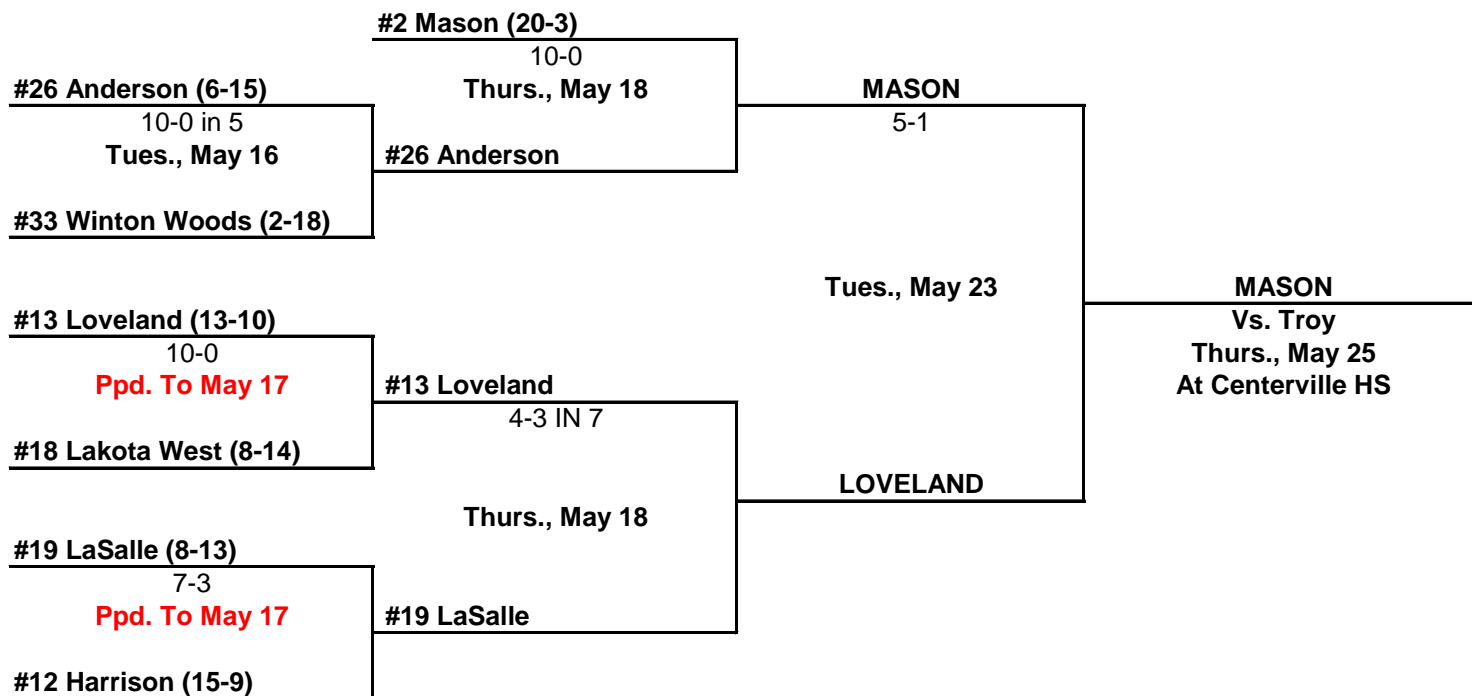 #2 Mason (20-3)
10-0
Thurs., May 18
#26 Anderson (6-15)
10-0 in 5
Tues., May 16
#26 Anderson
#33 Winton Woods (2-18)
MASON
5-1
Tues., May 23
MASON
Vs. Troy
Thurs., May 25
At Centerville HS
#13 Loveland (13-10)
10-0
Ppd. To May 17
#13 Loveland
4-3 IN 7
#18 Lakota West (8-14)
Thurs., May 18
LOVELAND
#19 LaSalle (8-13)
7-3
Ppd. To May 17
#19 LaSalle
#12 Harrison (15-9)